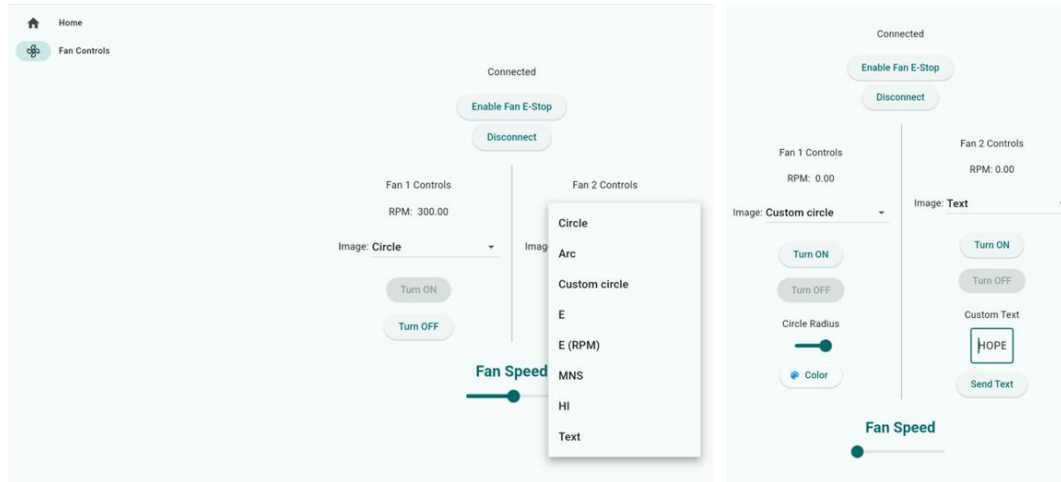 Home
Fan Controls
Connected
Enable Fan E-Stop
Disconnect
Fan 1 Controls
RPM: 300.00
Image: Circle
Turn ON
Turn OFF
Fan 2 Controls
Imag
Circle
Arc
Custom circle
E
E (RPM)
MNS
HI
Text
Fan Speed
Connected
Enable Fan E-Stop
Disconnect
Fan 1 Controls
RPM: 0.00
Image: Custom circle
Turn ON
Turn OFF
Circle Radius
Color
Fan 2 Controls
RPM: 0.00
Image: Text
Turn ON
Turn OFF
Custom Text
HOPE
Send Text
Fan Speed